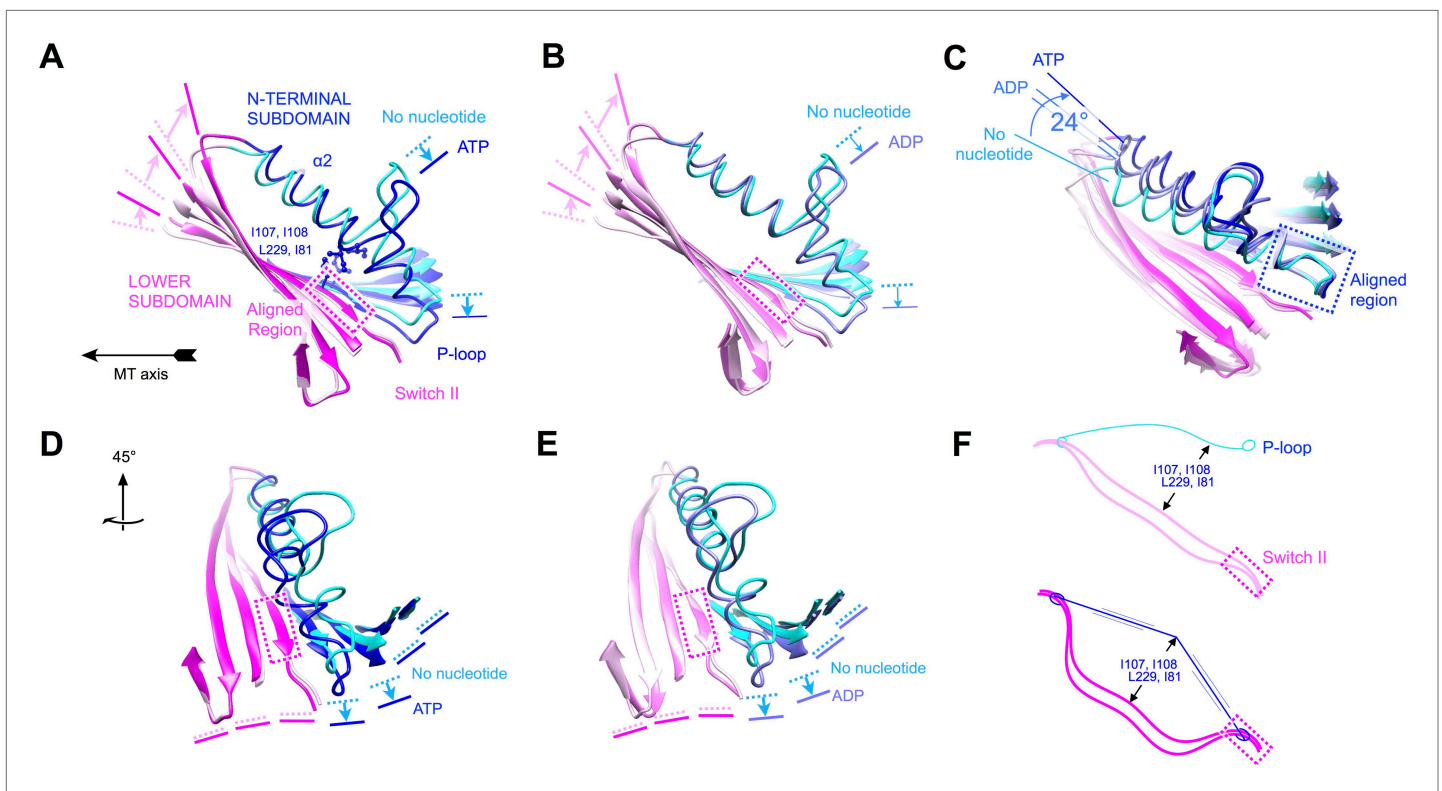 A
N-TERMINAL
SUBDOMAIN
No nucleotide
ATP
α2
I107, I108
L229, I81
LOWER
SUBDOMAIN
Aligned
Region
P-loop
MT axis
Switch II
B
No nucleotide
ADP
C
ATP
ADP
24°
No
nucleotide
Aligned
region
D
45°
No nucleotide
ATP
E
No nucleotide
ADP
F
P-loop
I107, I108
L229, I81
Switch II
I107, I108
L229, I81